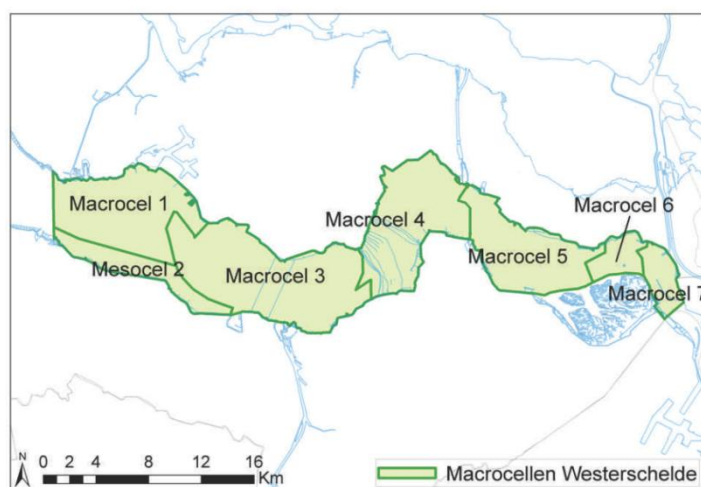 Macrocel 1
Mesocel 2
Macrocel 3
Macrocel 4
Macrocel 5
Macrocel 6
Macrocel 7
N
0 2 4 8 12 16
Km
Macrocellen Westerschelde